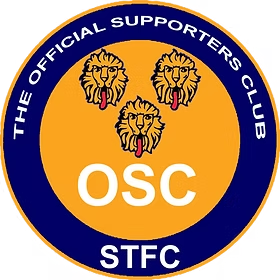 THE OFFICIAL SUPPORTERS CLUB
OSC
STFC